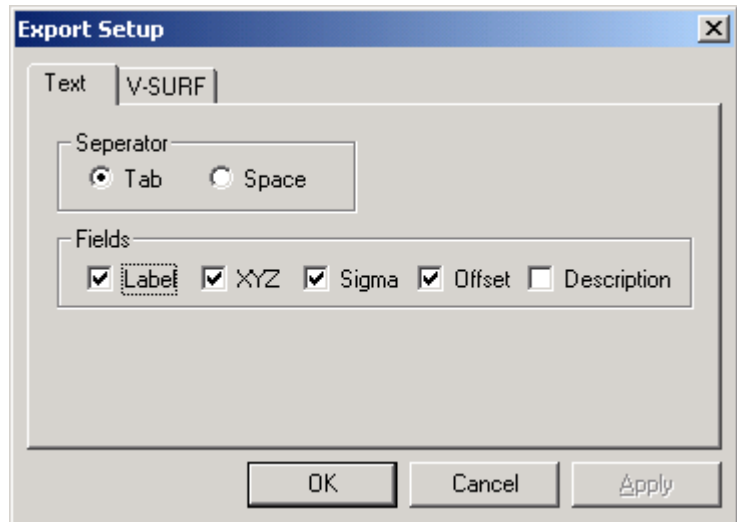 Export Setup
Text V-SURF
Seperator
Tab Space
Fields
Label XYZ Sigma Offset Description
OK Cancel Apply